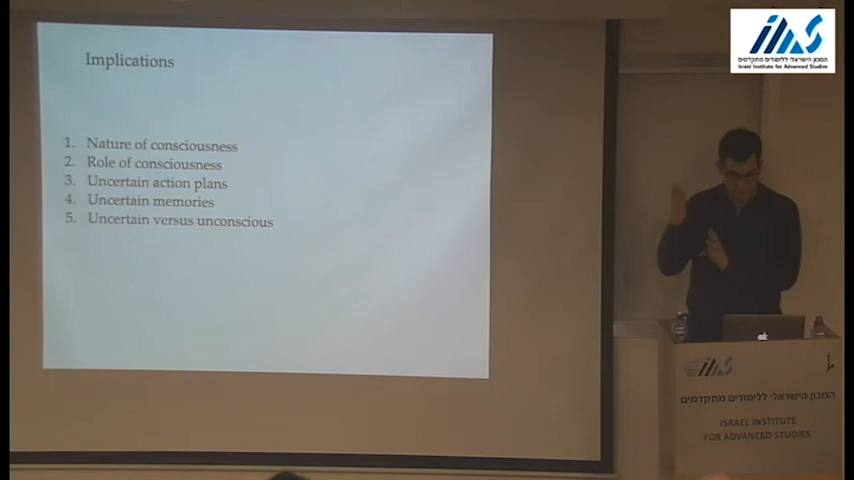 Implications
1. Nature of consciousness
2. Role of consciousness
3. Uncertain action plans
4. Uncertain memories
5. Uncertain versus unconscious
iias
המכון הישראלי ללימודים מתקדמים
Israel Institute for Advanced Studies
iias
המכון הישראלי ללימודים מתקדמים
ISRAEL INSTITUTE
FOR ADVANCED STUDIES